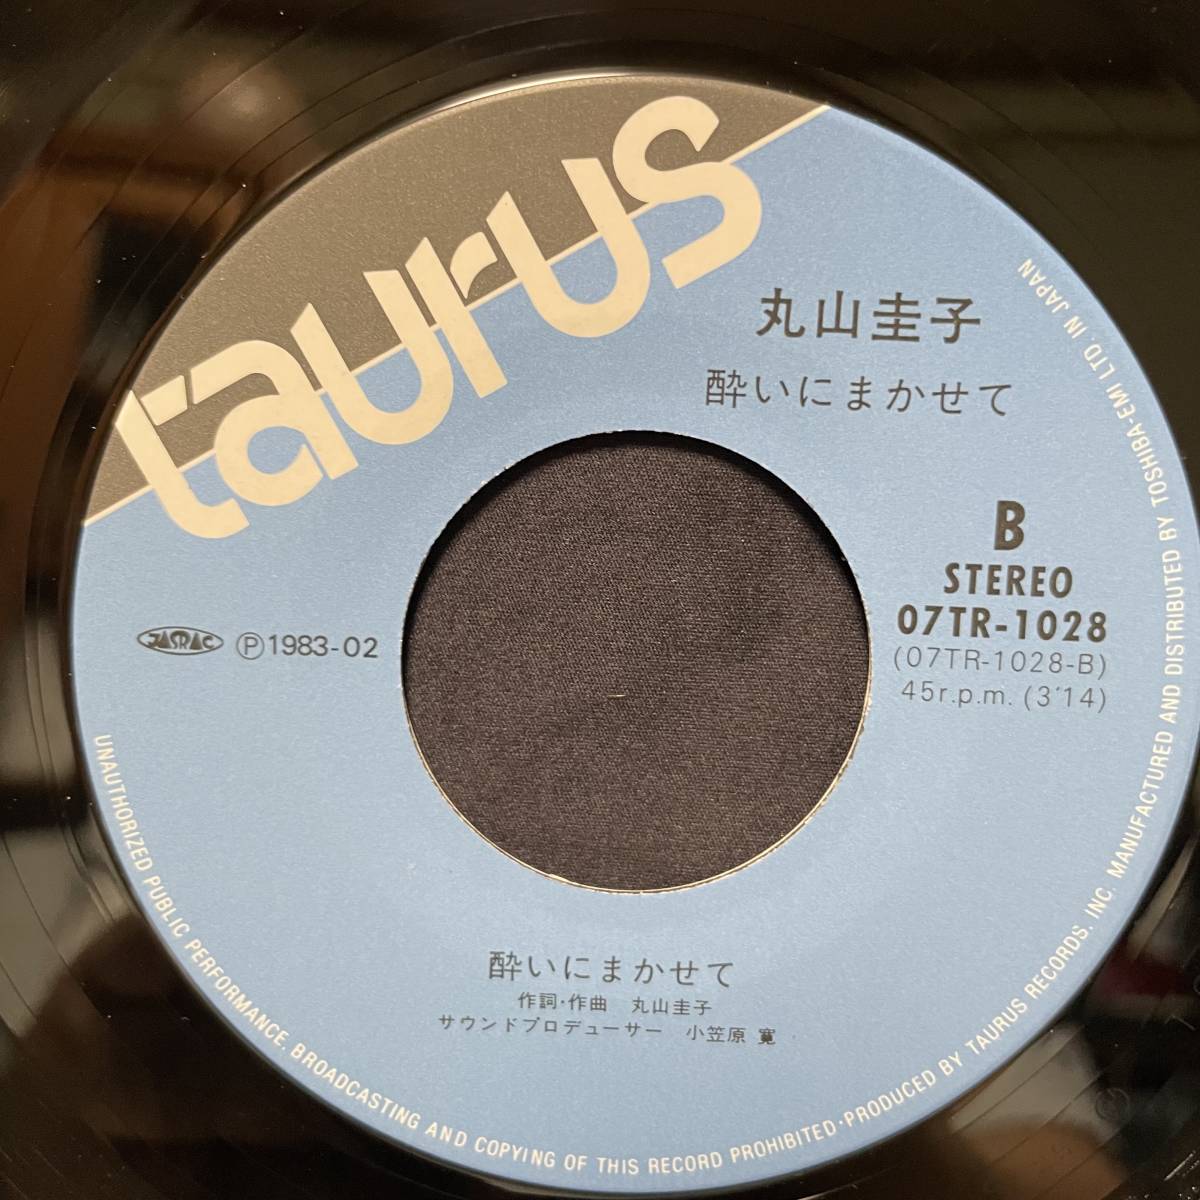 taurus
丸山圭子
酔いにまかせて
B
STEREO
07TR-1028
(07TR-1028-B)
45r.p.m. (3'14)
JASRAC Ⓟ1983-02
酔いにまかせて
作詞・作曲 丸山圭子
サウンドプロデューサー 小笠原 寛
UNAUTHORIZED PUBLIC PERFORMANCE, BROADCASTING AND COPYING OF THIS RECORD PROHIBITED・PRODUCED BY TAURUS RECORDS, INC. MANUFACTURED AND DISTRIBUTED BY TOSHIBA-EMI LTD. IN JAPAN